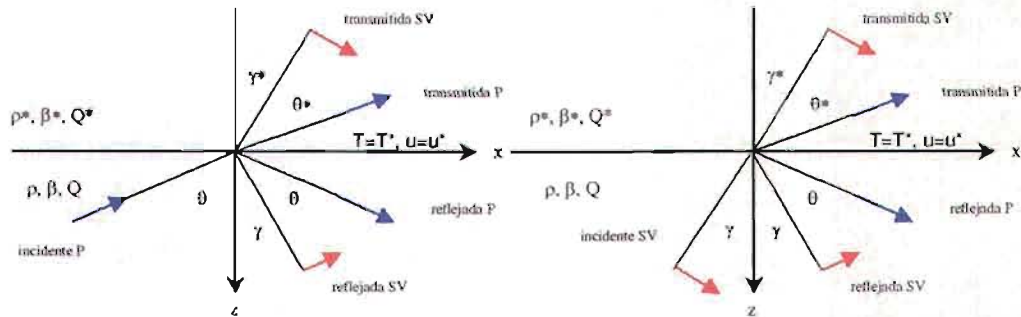 transmitida SV
γ*
θ*
transmitida P
ρ*, β*, Q*
T=T*, u=u*
x
ρ, β, Q
θ
θ
reflejada P
γ
incidente P
reflejada SV
z
transmitida SV
γ*
θ*
transmitida P
ρ*, β*, Q*
T=T*, u=u*
x
ρ, β, Q
θ
reflejada P
incidente SV
γ
γ
reflejada SV
z